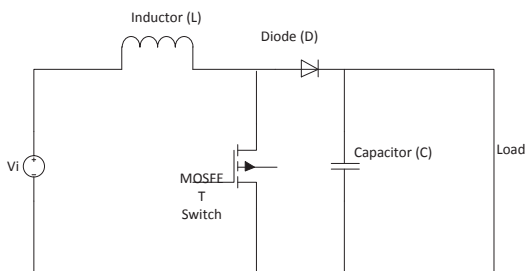 Inductor (L)
Diode (D)
Vi
MOSFE
T
Switch
Capacitor (C)
Load